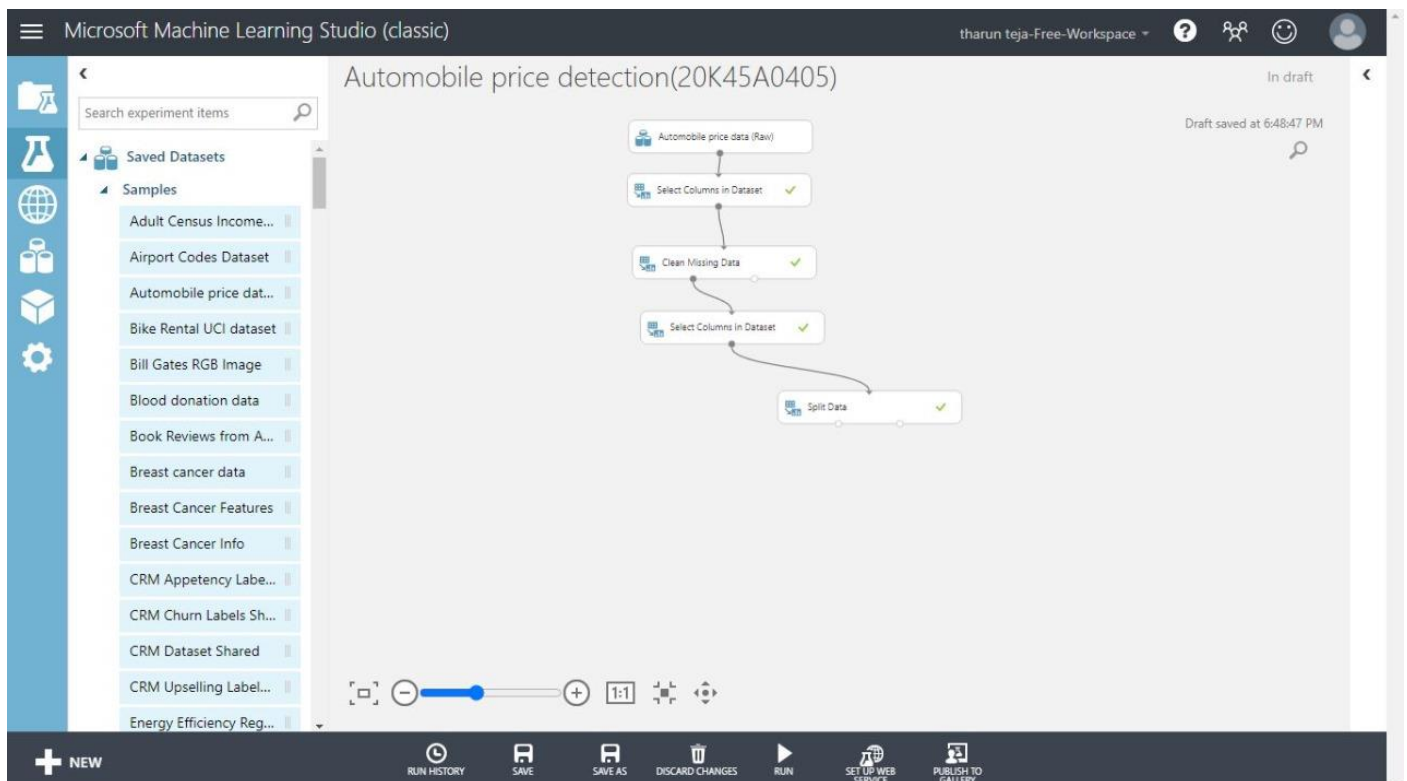 Microsoft Machine Learning Studio (classic)
tharun teja-Free-Workspace
?
Search experiment items
Saved Datasets
Samples
Adult Census Income...
Airport Codes Dataset
Automobile price dat...
Bike Rental UCI dataset
Bill Gates RGB Image
Blood donation data
Book Reviews from A...
Breast cancer data
Breast Cancer Features
Breast Cancer Info
CRM Appetency Labe...
CRM Churn Labels Sh...
CRM Dataset Shared
CRM Upselling Label...
Energy Efficiency Reg...
Automobile price detection(20K45A0405)
In draft
Draft saved at 6:48:47 PM
Automobile price data (Raw)
Select Columns in Dataset
Clean Missing Data
Select Columns in Dataset
Split Data
1:1
NEW
RUN HISTORY
SAVE
SAVE AS
DISCARD CHANGES
RUN
SET UP WEB
SERVICE
PUBLISH TO
GALLERY